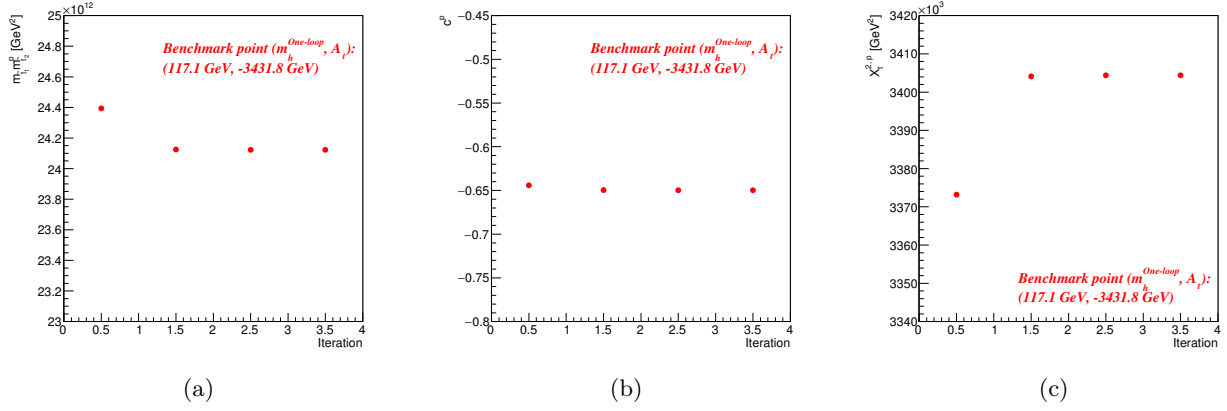 ×10¹²
25
24.8
24.6
24.4
24.2
24
23.8
23.6
23.4
23.2
23
0 0.5 1 1.5 2 2.5 3 3.5 4
Iteration
Benchmark point (m_h^One-loop, A_t):
(117.1 GeV, -3431.8 GeV)
(a)
c^p
−0.45
−0.5
−0.55
−0.6
−0.65
−0.7
−0.75
−0.8
0 0.5 1 1.5 2 2.5 3 3.5 4
Iteration
Benchmark point (m_h^One-loop, A_t):
(117.1 GeV, -3431.8 GeV)
(b)
×10³
X_t^2,p [GeV²]
3420
3410
3400
3390
3380
3370
3360
3350
3340
0 0.5 1 1.5 2 2.5 3 3.5 4
Iteration
Benchmark point (m_h^One-loop, A_t):
(117.1 GeV, -3431.8 GeV)
(c)